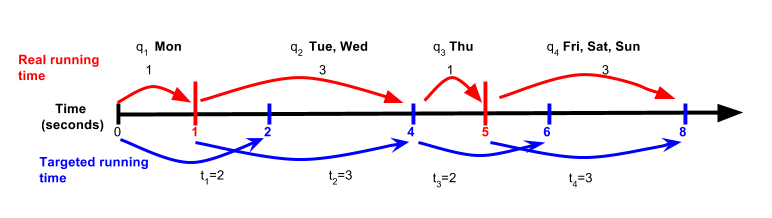 q1 Mon
q2 Tue, Wed
q3 Thu
q4 Fri, Sat, Sun
Real running
time
1
3
1
3
Time
(seconds)
0
1
2
4
5
6
8
Targeted running
time
t1=2
t2=3
t3=2
t4=3